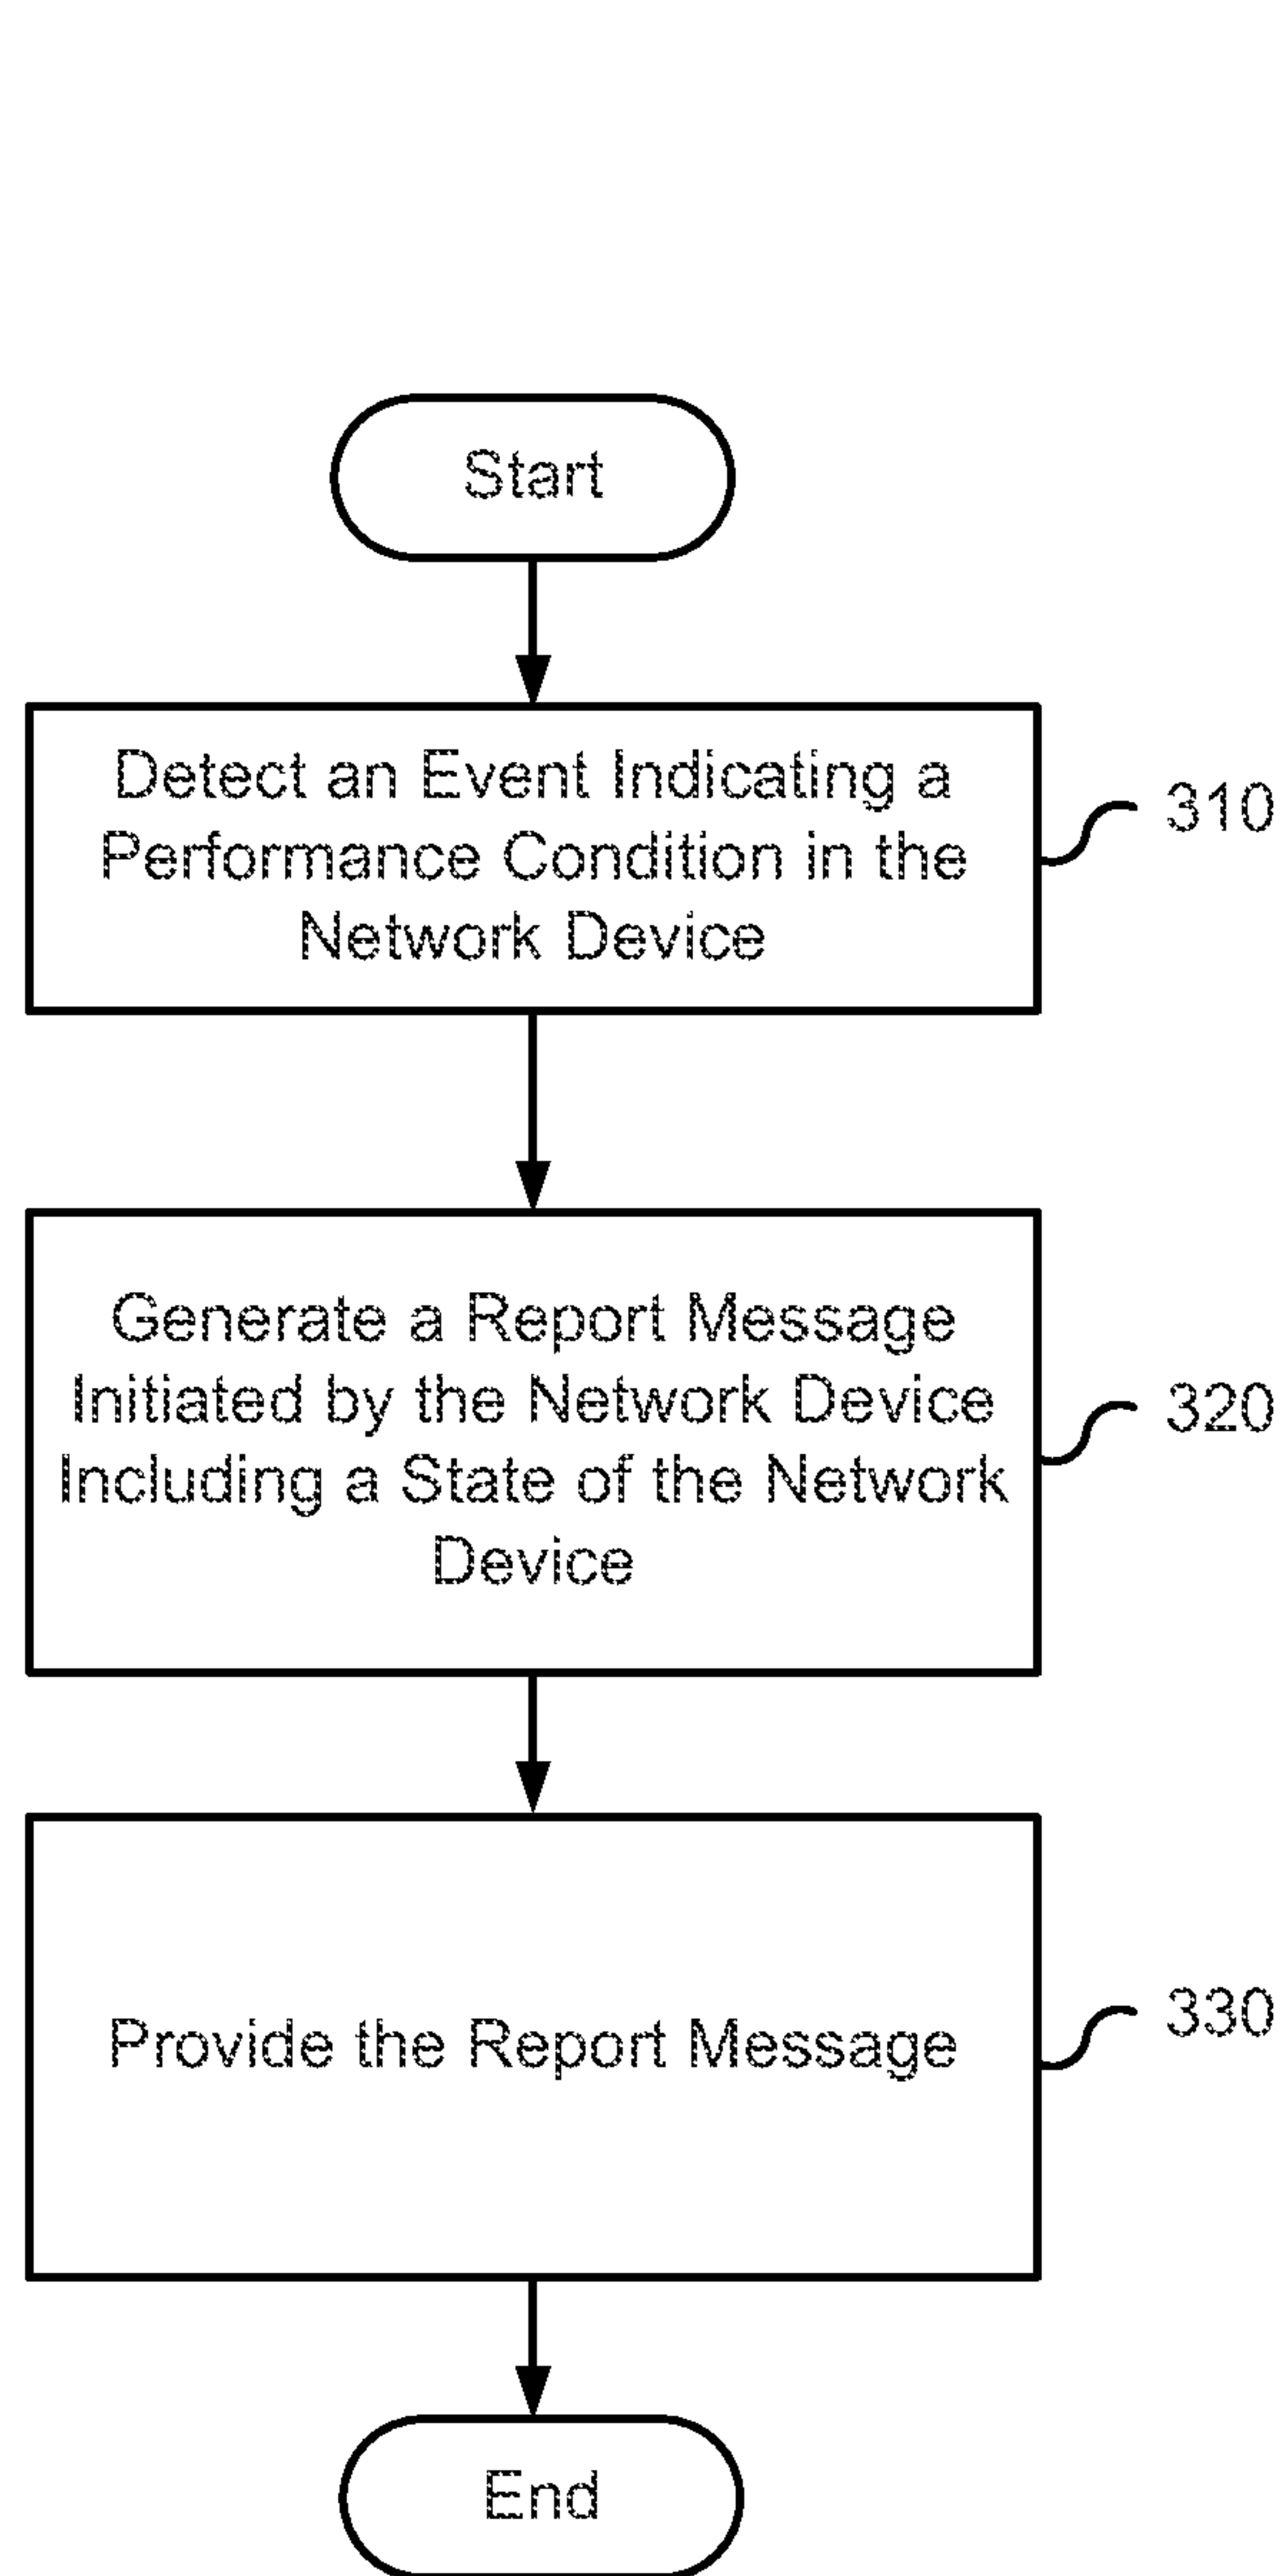 Start
Detect an Event Indicating a
Performance Condition in the
Network Device
310
Generate a Report Message
Initiated by the Network Device
Including a State of the Network
Device
320
Provide the Report Message
330
End